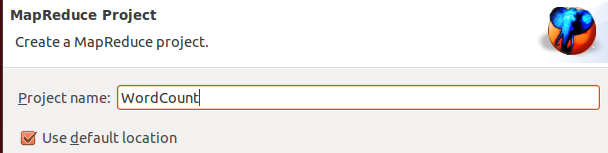 MapReduce Project
Create a MapReduce project.
Project name: WordCount
Use default location